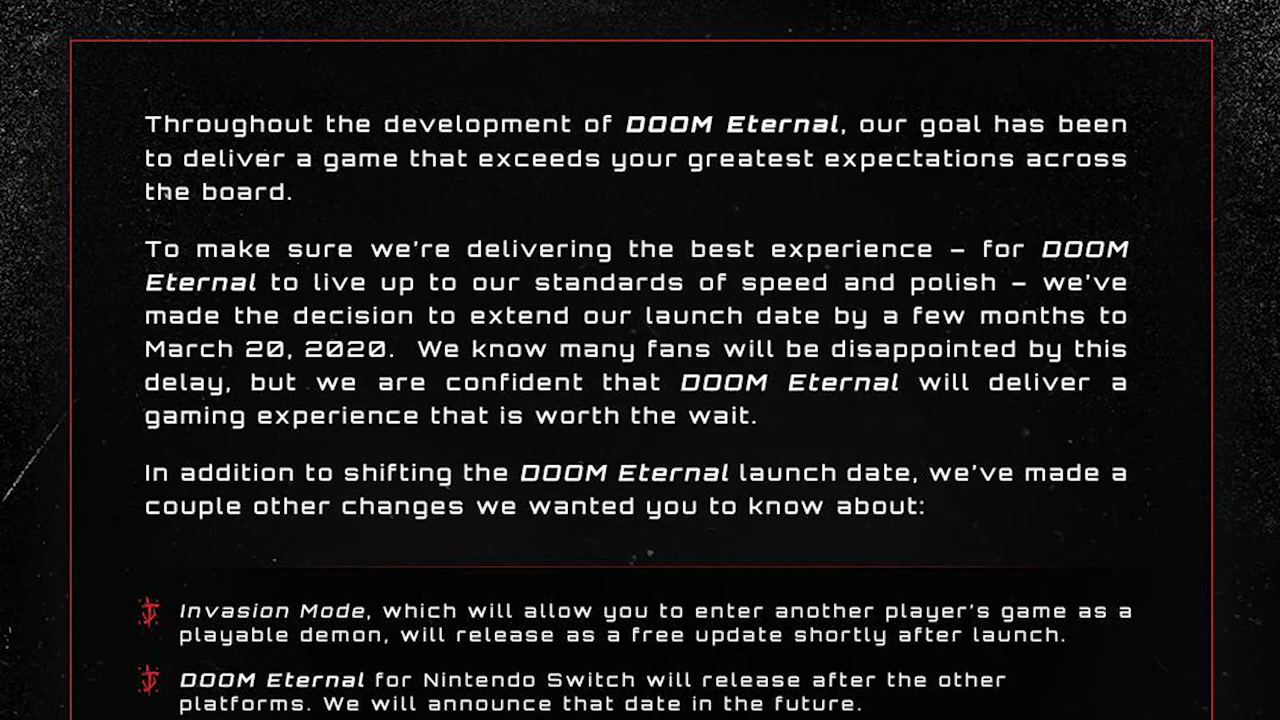 Throughout the development of DOOM Eternal, our goal has been
to deliver a game that exceeds your greatest expectations across
the board.
To make sure we're delivering the best experience – for DOOM
Eternal to live up to our standards of speed and polish – we've
made the decision to extend our launch date by a few months to
March 20, 2020.  We know many fans will be disappointed by this
delay, but we are confident that DOOM Eternal will deliver a
gaming experience that is worth the wait.
In addition to shifting the DOOM Eternal launch date, we've made a
couple other changes we wanted you to know about:
Invasion Mode, which will allow you to enter another player's game as a
playable demon, will release as a free update shortly after launch.
DOOM Eternal for Nintendo Switch will release after the other
platforms. We will announce that date in the future.